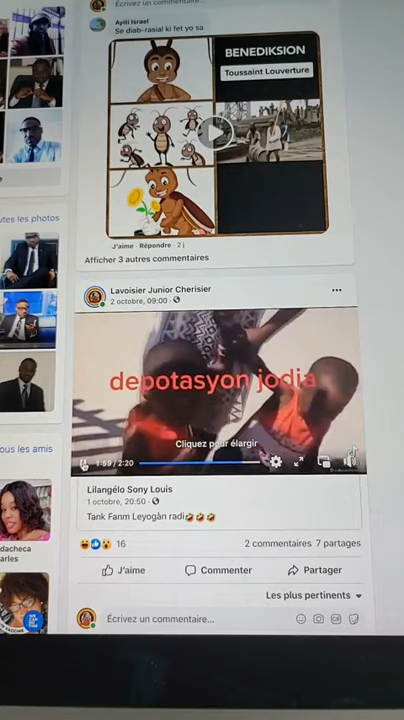 Écrivez un commentaire...
Ayiti Israel
Se diab-rasial ki fet yo sa
BENEDIKSION
Toussaint Louverture
J'aime · Répondre · 2 j
Afficher 3 autres commentaires
utes les photos
Lavoisier Junior Cherisier
2 octobre, 09:00
depotasyon jodia
Cliquez pour élargir
1:59 / 2:20
ous les amis
Lilangélo Sony Louis
1 octobre, 20:50
Tank Fanm Leyogàn radi🤣🤣🤣
dacheca
arles
16
2 commentaires 7 partages
J'aime
Commenter
Partager
Les plus pertinents
Écrivez un commentaire...
GIF